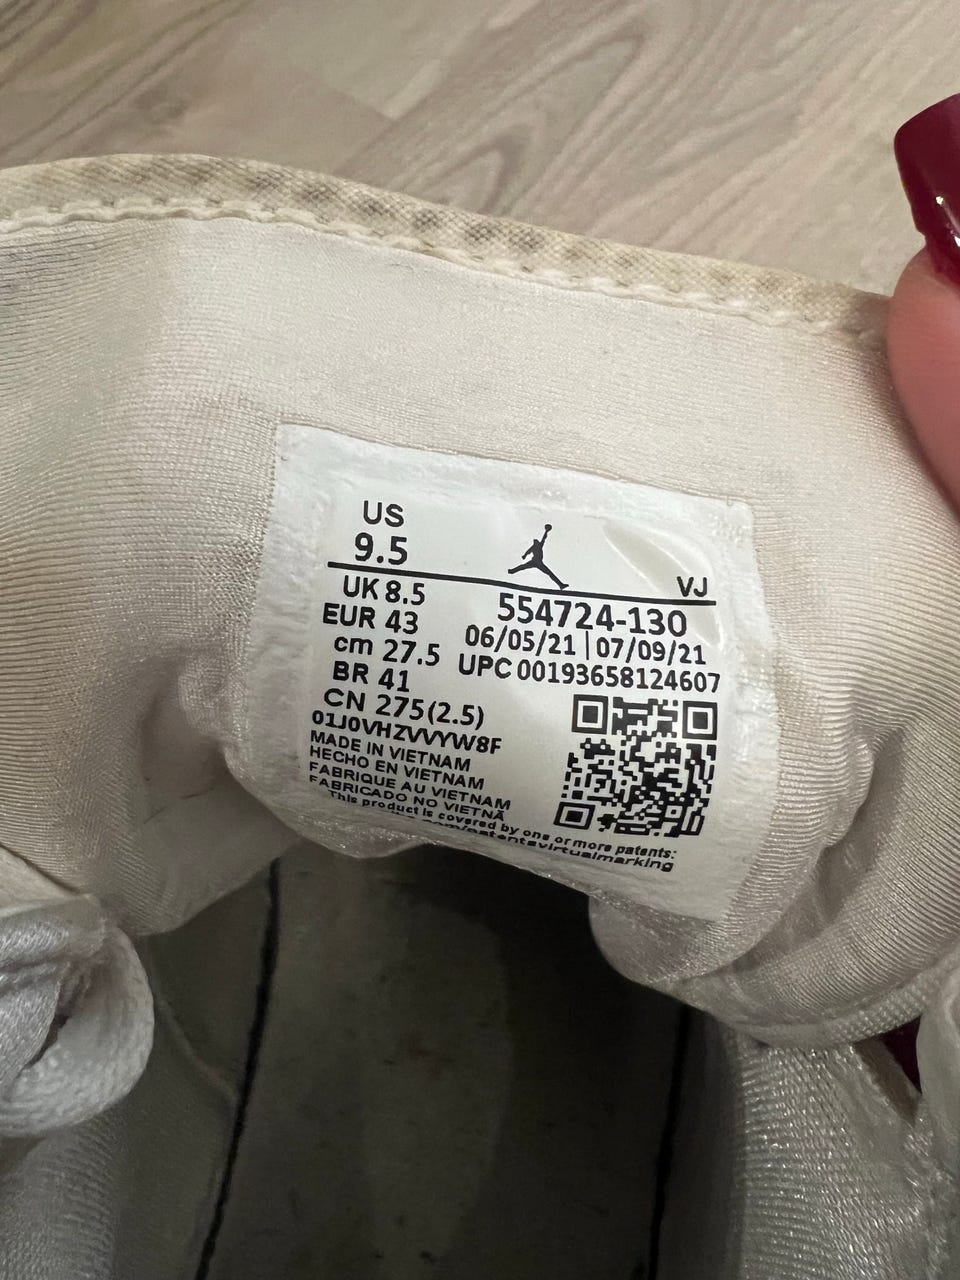 US
9.5
VJ
UK 8.5
554724-130
EUR 43
06/05/21 | 07/09/21
cm 27.5
UPC 00193658124607
BR 41
CN 275(2.5)
01J0VHZVVYW8F
MADE IN VIETNAM
HECHO EN VIETNAM
FABRIQUE AU VIETNAM
FABRICADO NO VIETNÃ
This product is covered by one or more patents:
.com/patentsvirtualmarking